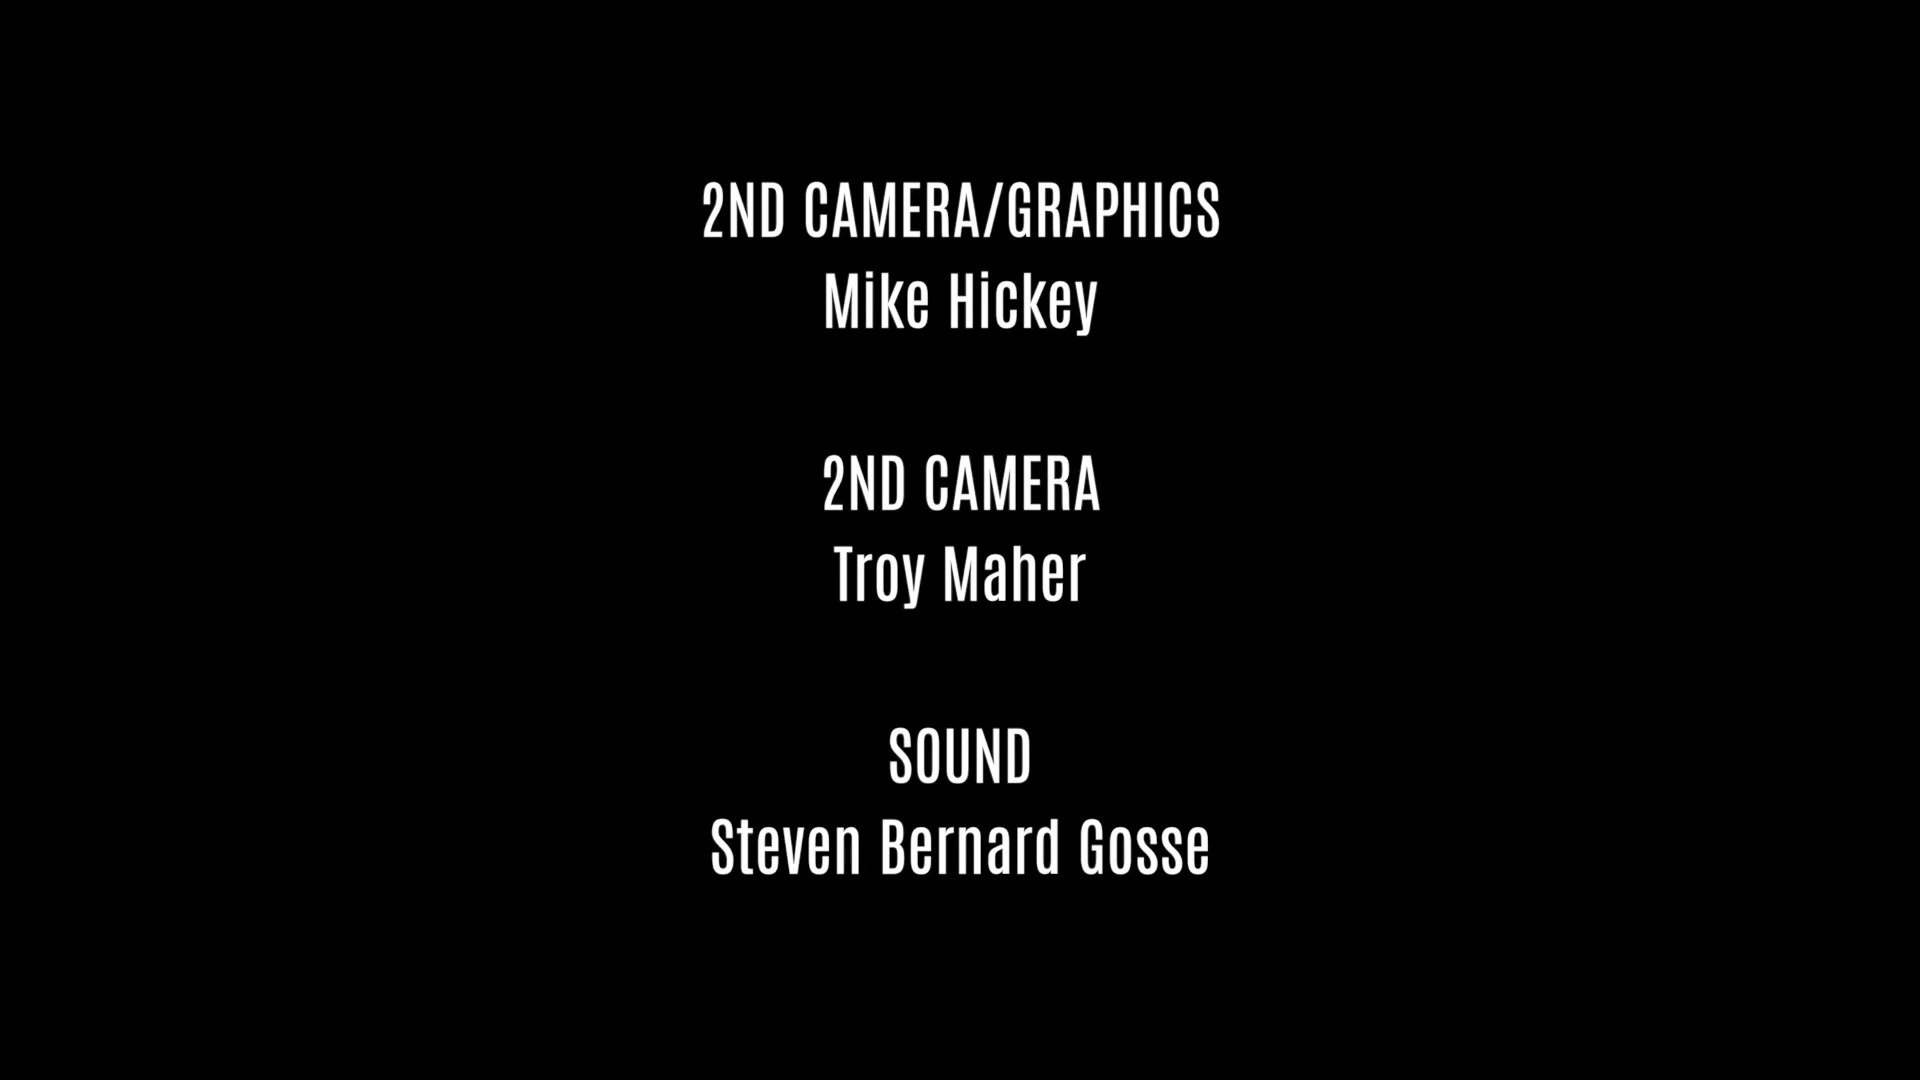 2ND CAMERA/GRAPHICS
Mike Hickey
2ND CAMERA
Troy Maher
SOUND
Steven Bernard Gosse